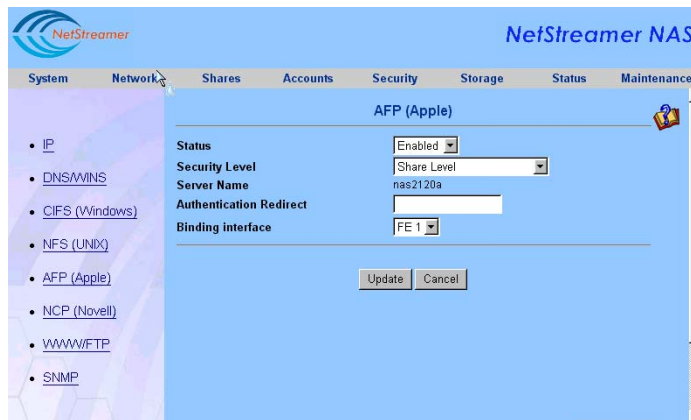 NetStreamer
NetStreamer NAS
System Network Shares Accounts Security Storage Status Maintenance
AFP (Apple)
IP
DNS/WINS
CIFS (Windows)
NFS (UNIX)
AFP (Apple)
NCP (Novell)
WWW/FTP
SNMP
Status Enabled
Security Level Share Level
Server Name nas2120a
Authentication Redirect
Binding interface FE 1
Update Cancel